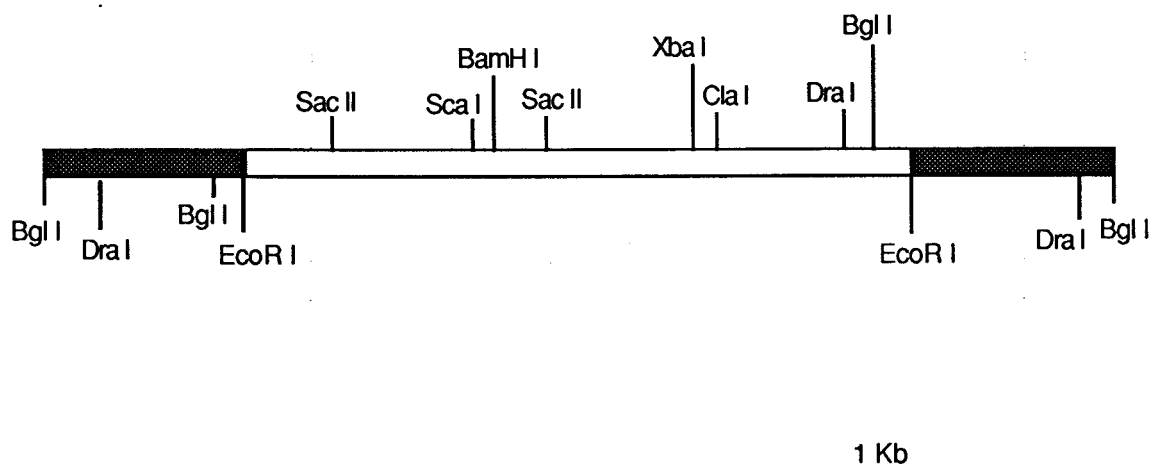 Bgl I
Xba I
BamH I
Sac II
Sca I
Sac II
Cla I
Dra I
Bgl I
Dra I
Bgl I
EcoR I
EcoR I
Dra I
Bgl I
1 Kb